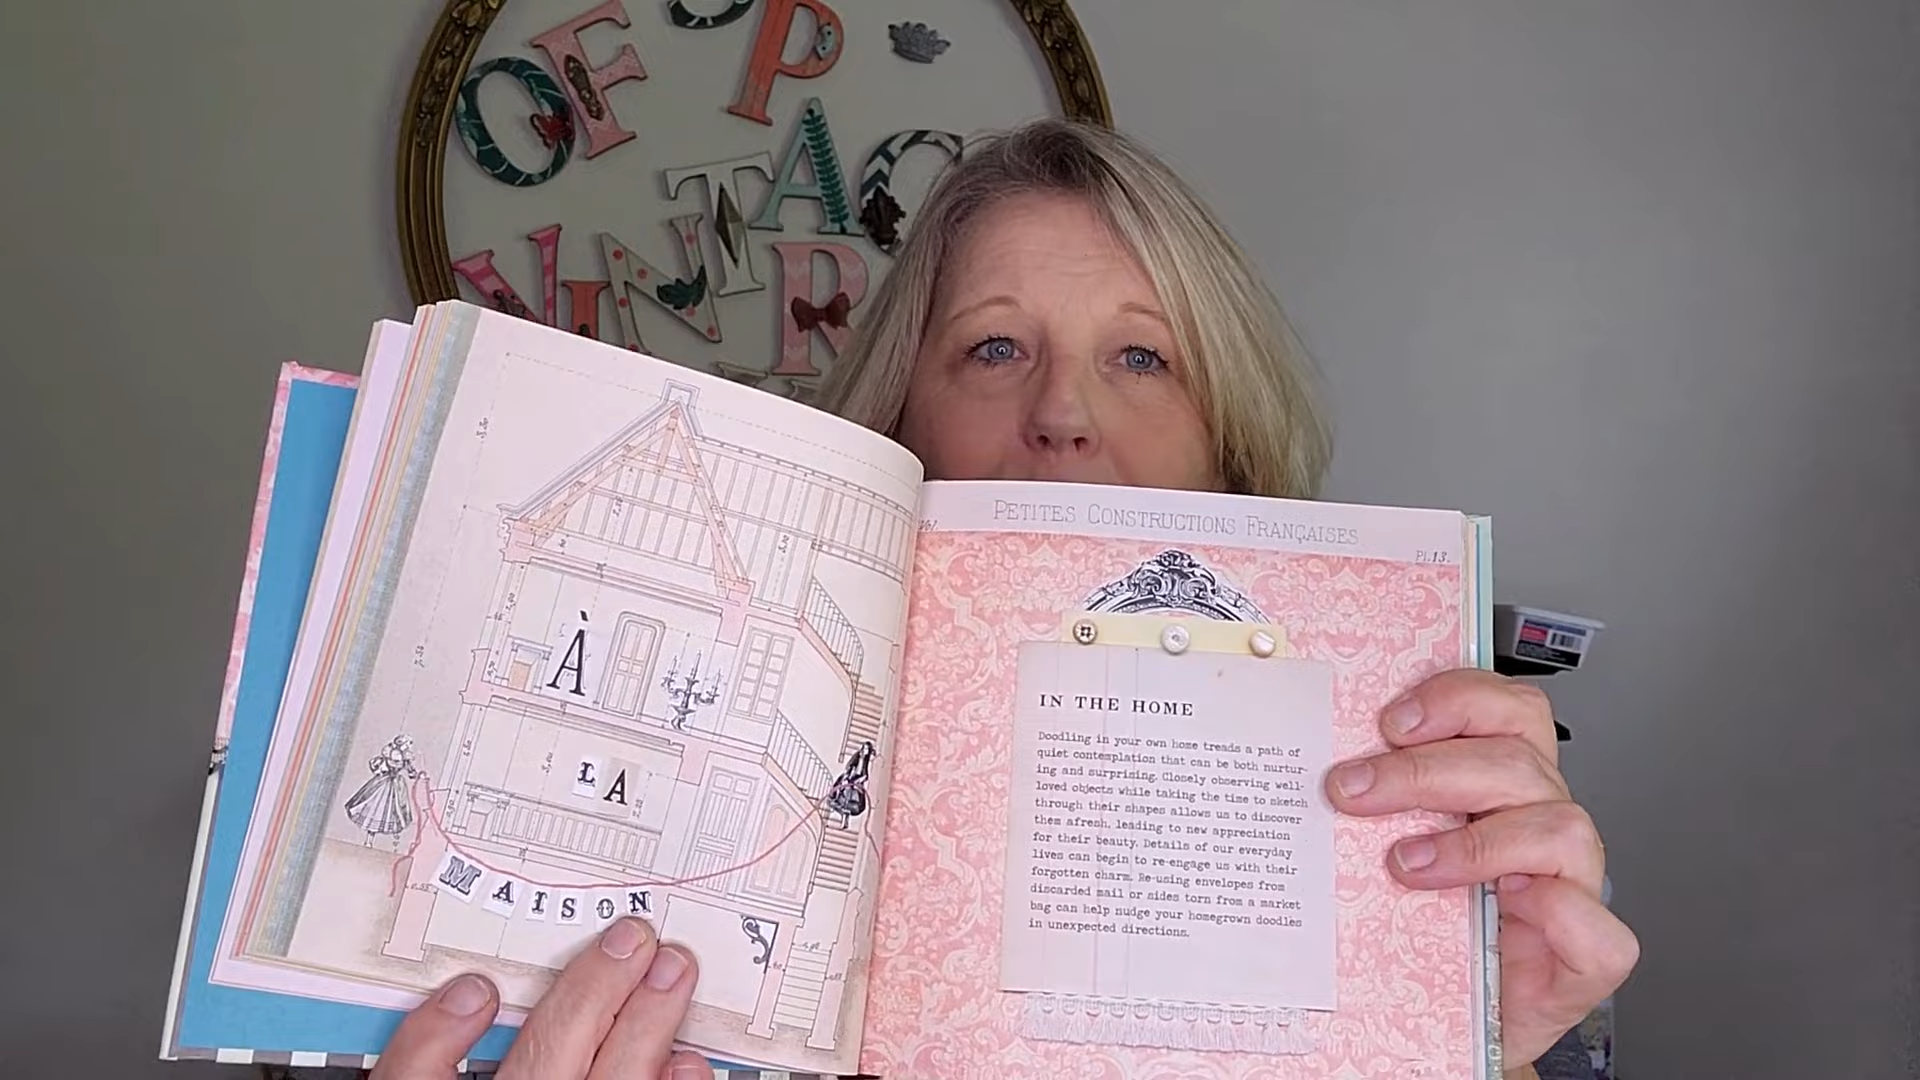 OF
P
AC
VINT
R
À
LA
MAISON
PETITES CONSTRUCTIONS FRANÇAISES
Vol.
Pl.13.
IN THE HOME
Doodling in your own home treads a path of
quiet contemplation that can be both nurtur-
ing and surprising. Closely observing well-
loved objects while taking the time to sketch
through their shapes allows us to discover
them afresh, leading to new appreciation
for their beauty. Details of our everyday
lives can begin to re-engage us with their
forgotten charm. Re-using envelopes from
discarded mail or sides torn from a market
bag can help nudge your homegrown doodles
in unexpected directions.